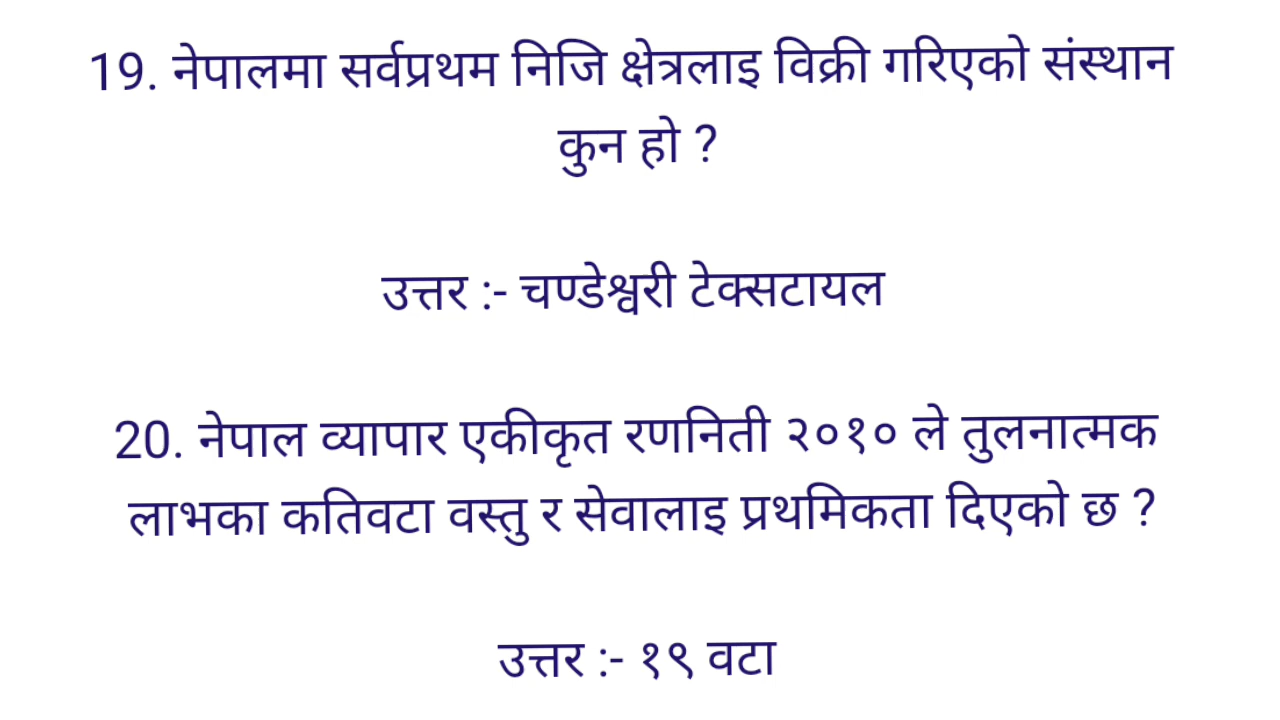 19. नेपालमा सर्वप्रथम निजि क्षेत्रलाइ विक्री गरिएको संस्थान
कुन हो ?
उत्तर :- चण्डेश्वरी टेक्सटायल
20. नेपाल व्यापार एकीकृत रणनिती २०१० ले तुलनात्मक
लाभका कतिवटा वस्तु र सेवालाइ प्रथमिकता दिएको छ ?
उत्तर :- १९ वटा